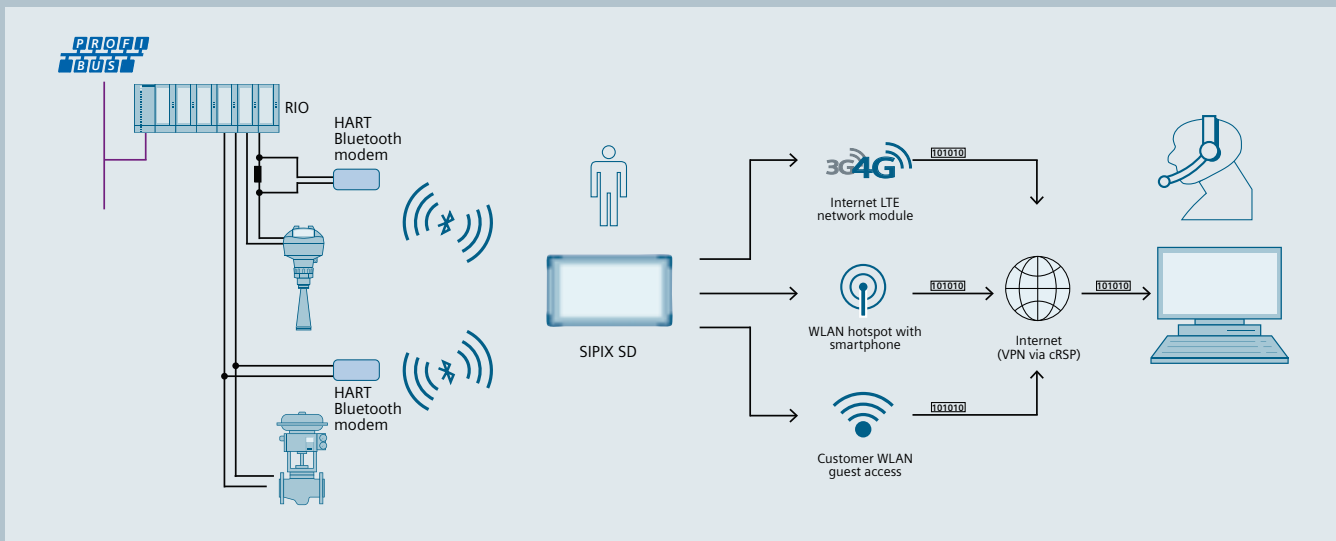 PROFI
BUS
RIO
HART
Bluetooth
modem
HART
Bluetooth
modem
SIPIX SD
3G4G
Internet LTE
network module
101010
WLAN hotspot with
smartphone
101010
Customer WLAN
guest access
101010
Internet
(VPN via cRSP)
101010